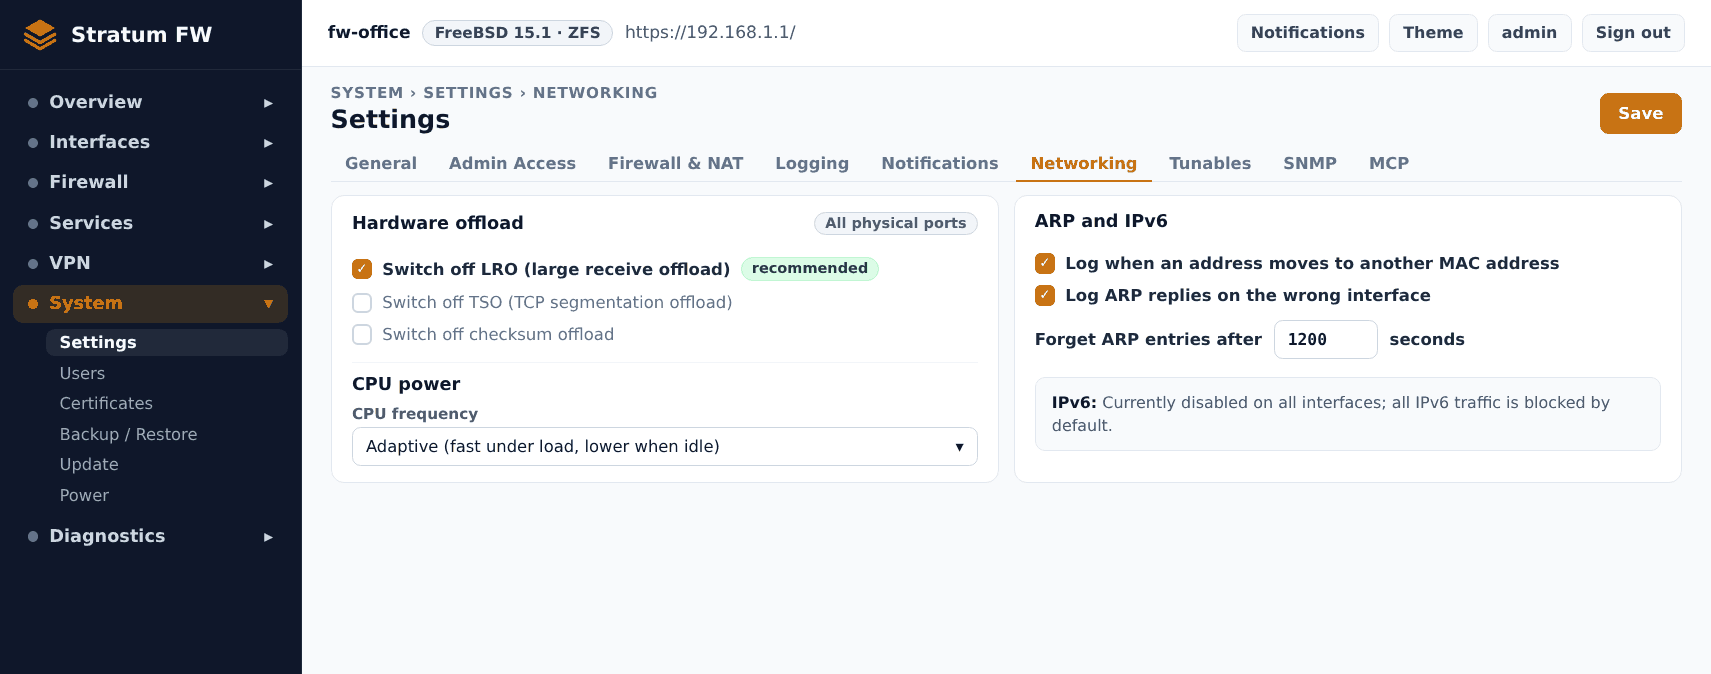 Stratum FW
Overview
Interfaces
Firewall
Services
VPN
System
Settings
Users
Certificates
Backup / Restore
Update
Power
Diagnostics
fw-office FreeBSD 15.1 · ZFS https://192.168.1.1/ Notifications Theme admin Sign out
SYSTEM › SETTINGS › NETWORKING
Settings
Save
General Admin Access Firewall & NAT Logging Notifications Networking Tunables SNMP MCP
Hardware offload All physical ports
Switch off LRO (large receive offload) recommended
Switch off TSO (TCP segmentation offload)
Switch off checksum offload
CPU power
CPU frequency
Adaptive (fast under load, lower when idle)
ARP and IPv6
Log when an address moves to another MAC address
Log ARP replies on the wrong interface
Forget ARP entries after 1200 seconds
IPv6: Currently disabled on all interfaces; all IPv6 traffic is blocked by
default.